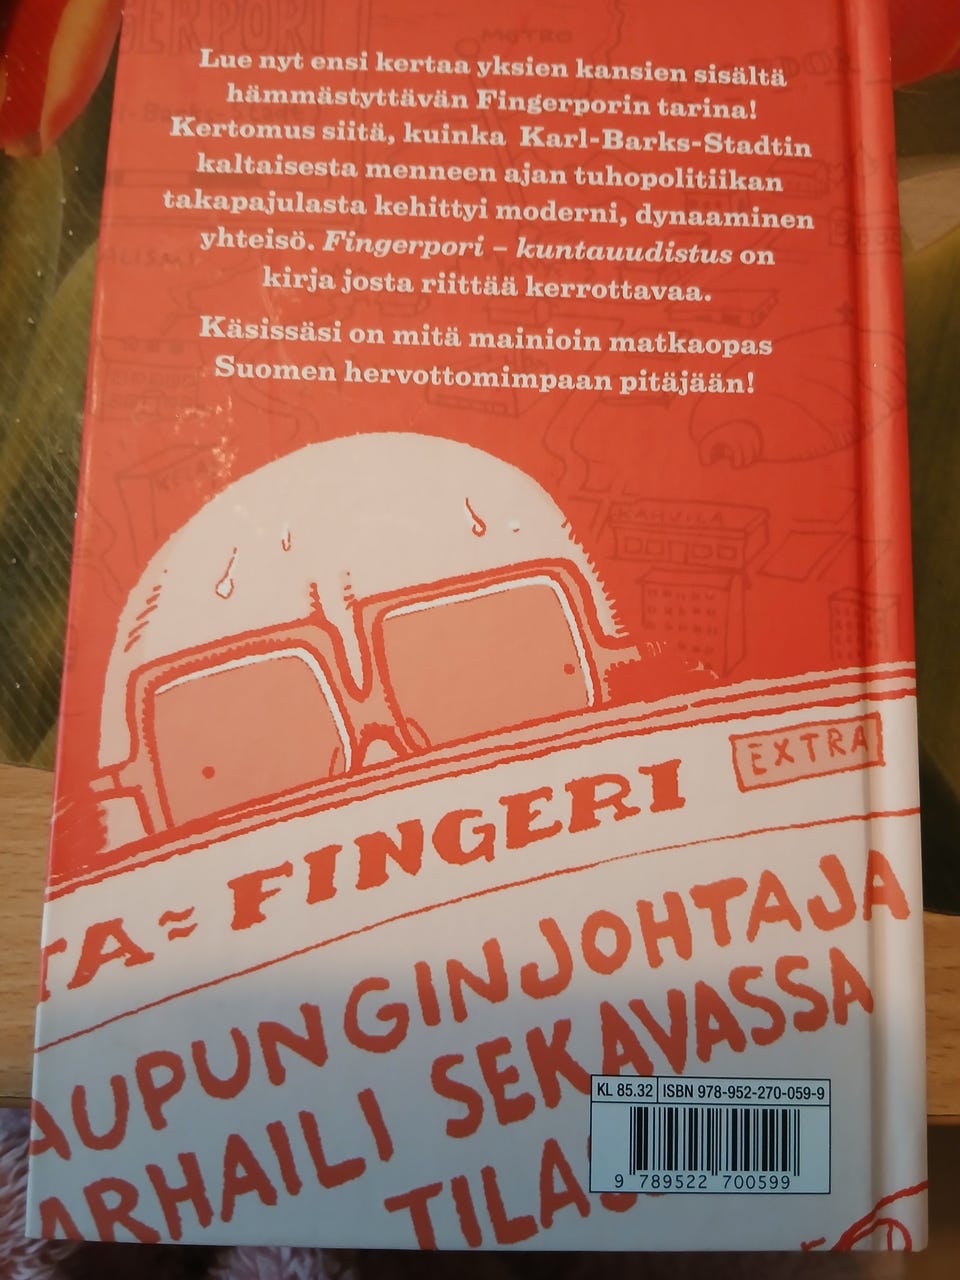 Lue nyt ensi kertaa yksien kansien sisältä
hämmästyttävän Fingerporin tarina!
Kertomus siitä, kuinka Karl-Barks-Stadtin
kaltaisesta menneen ajan tuhopolitiikan
takapajulasta kehittyi moderni, dynaaminen
yhteisö. Fingerpori – kuntauudistus on
kirja josta riittää kerrottavaa.
Käsissäsi on mitä mainioin matkaopas
Suomen hervottomimpaan pitäjään!
KAHVILA
EXTRA
TA ≈ FINGERI
AUPUNGINJOHTAJA
ARHAILI SEKAVASSA
TILAS
KL 85.32 ISBN 978-952-270-059-9
9 789522 700599